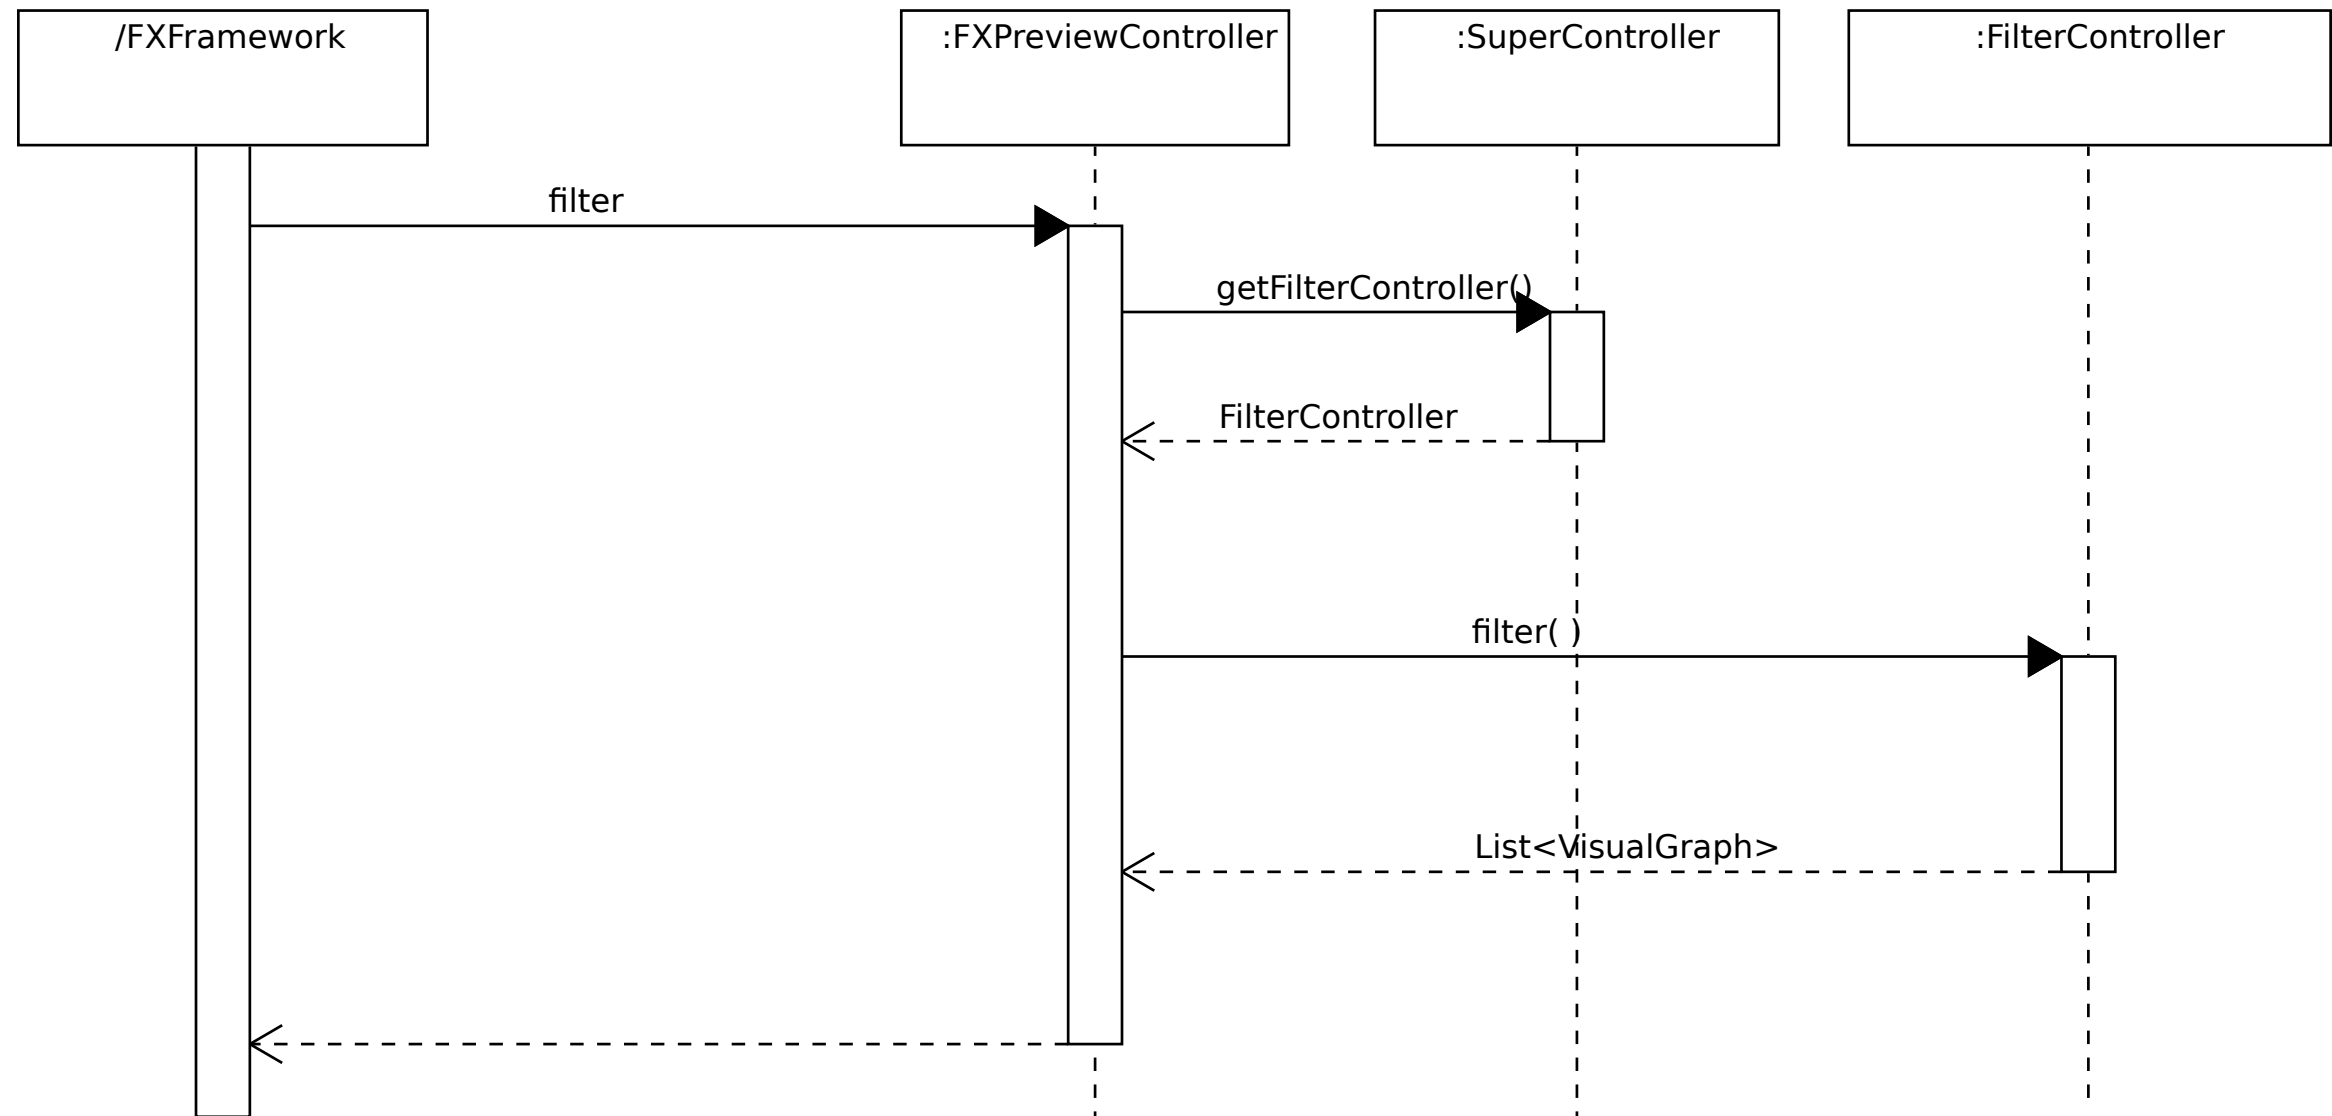 /FXFramework
:FXPreviewController
:SuperController
:FilterController
filter
getFilterController()
FilterController
filter( )
List<VisualGraph>